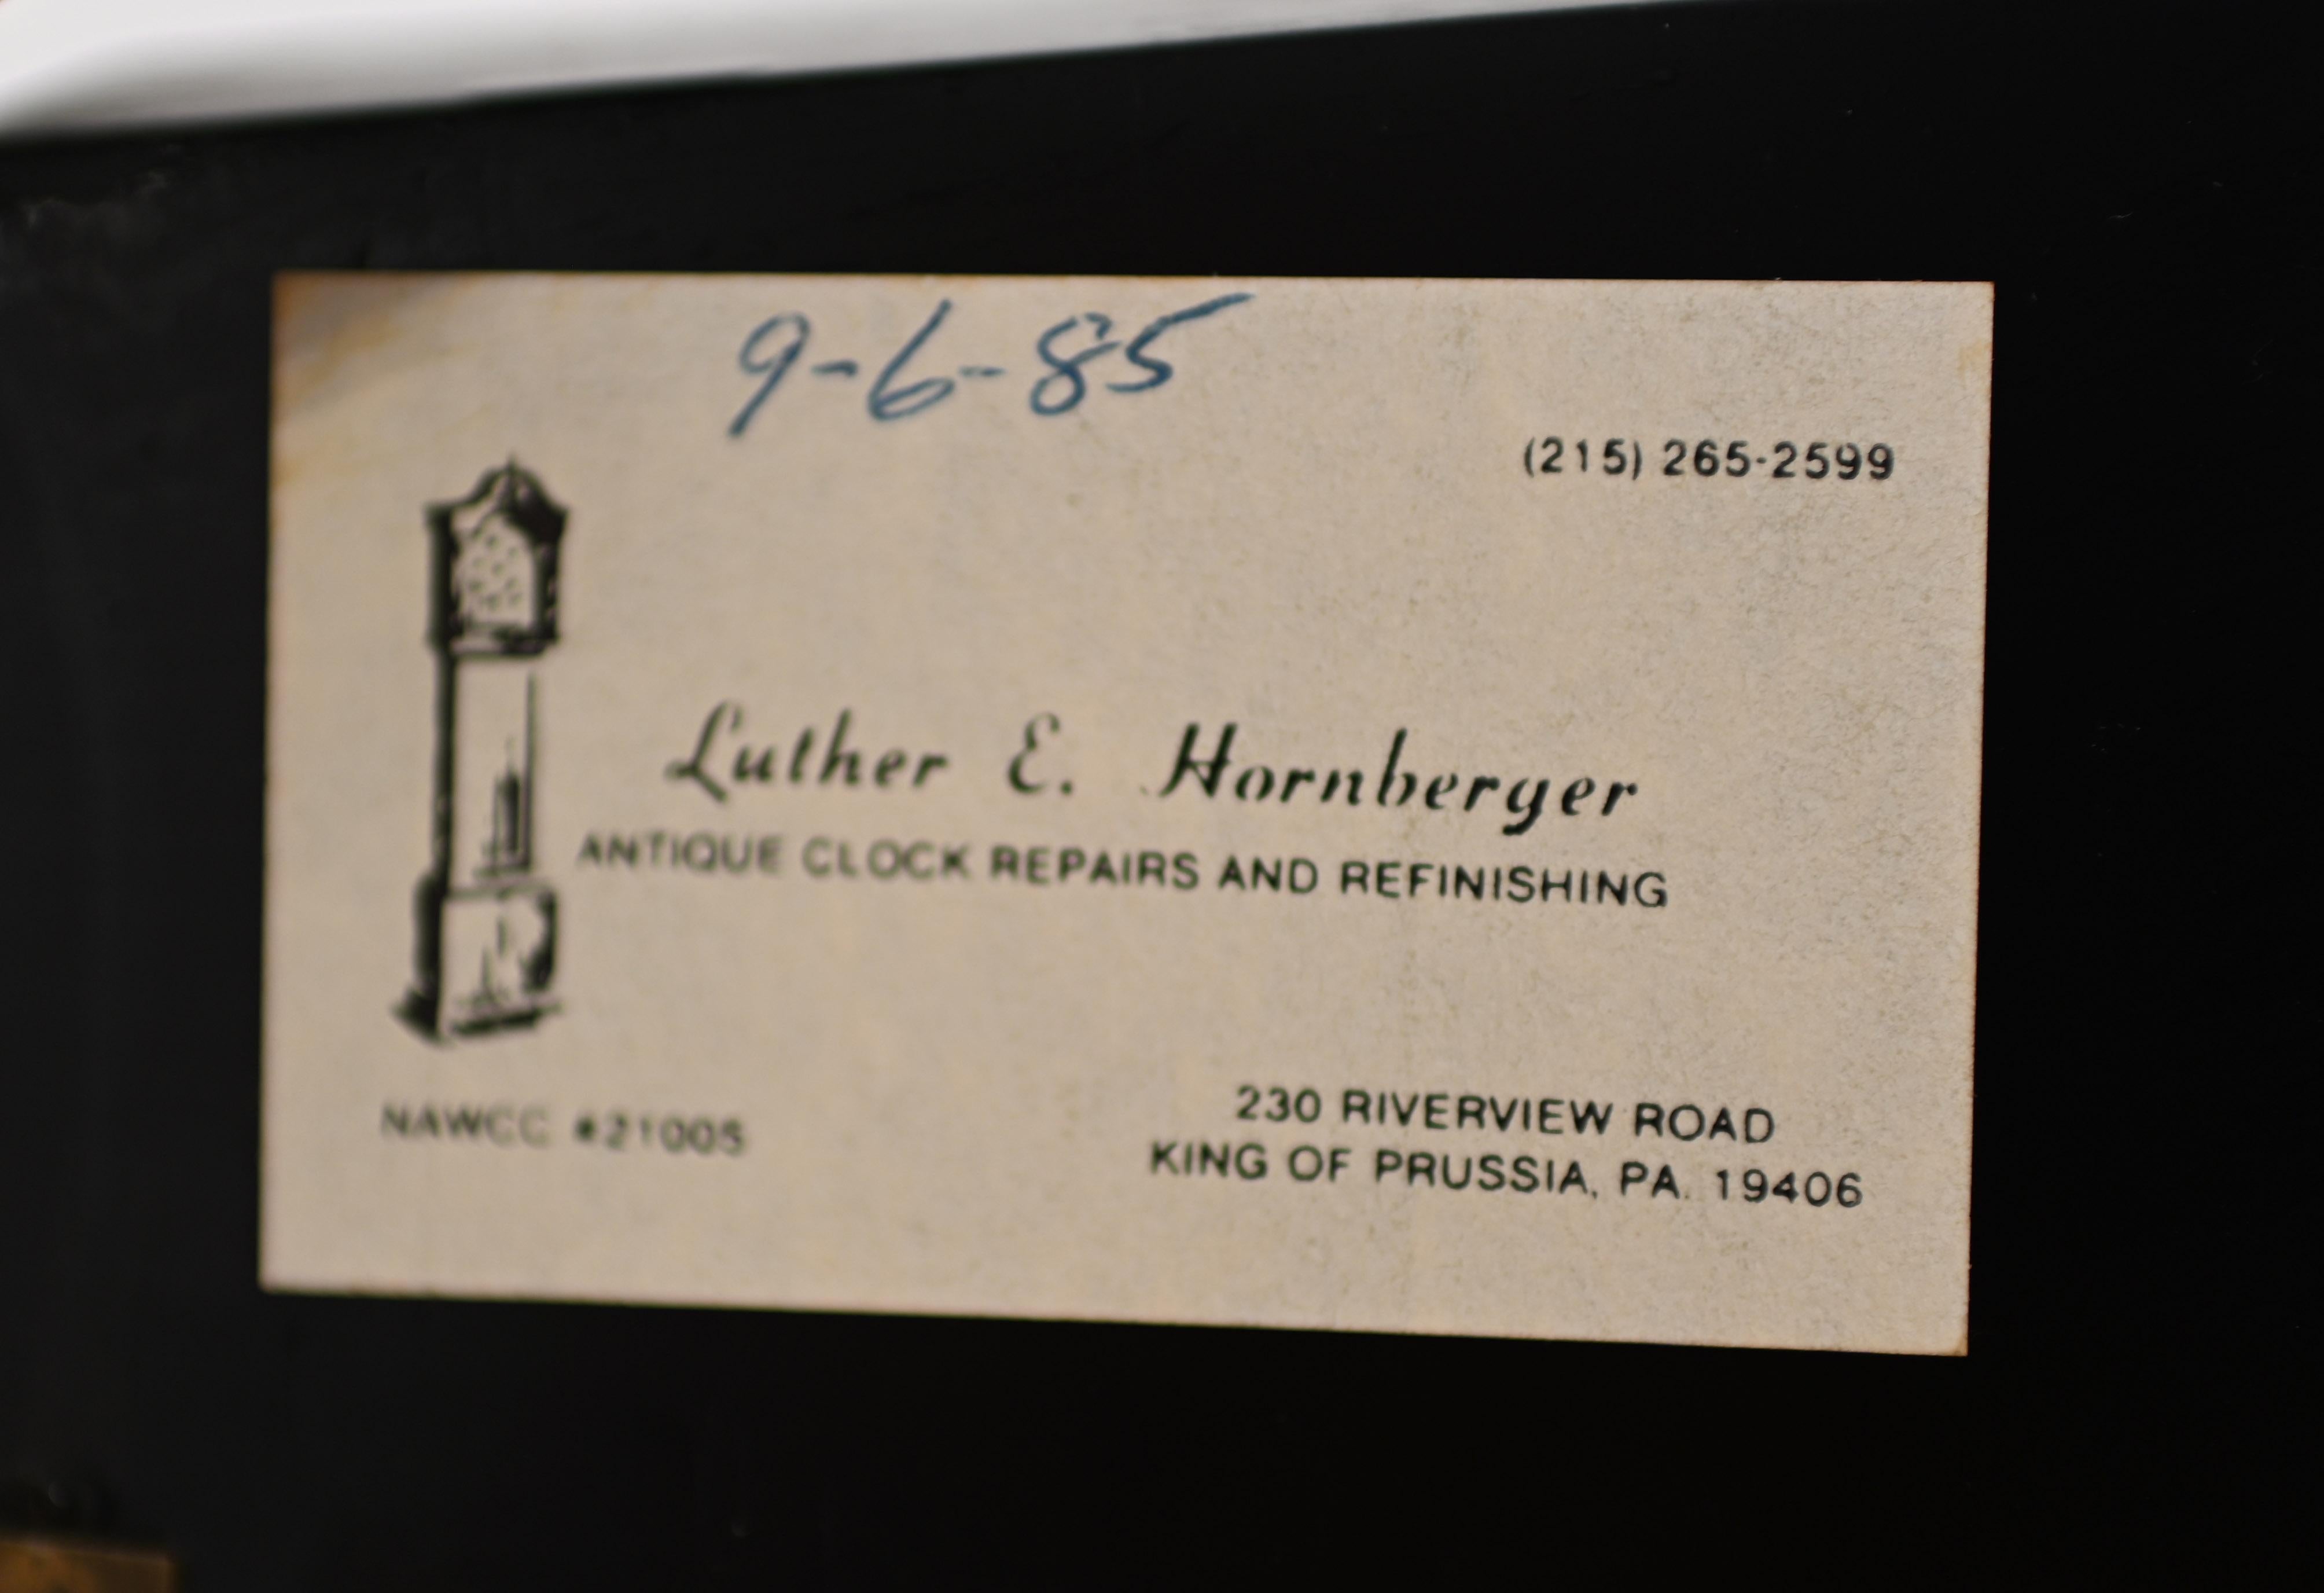 9-6-85
(215) 265-2599
Luther E. Hornberger
ANTIQUE CLOCK REPAIRS AND REFINISHING
NAWCC #21005
230 RIVERVIEW ROAD
KING OF PRUSSIA, PA. 19406